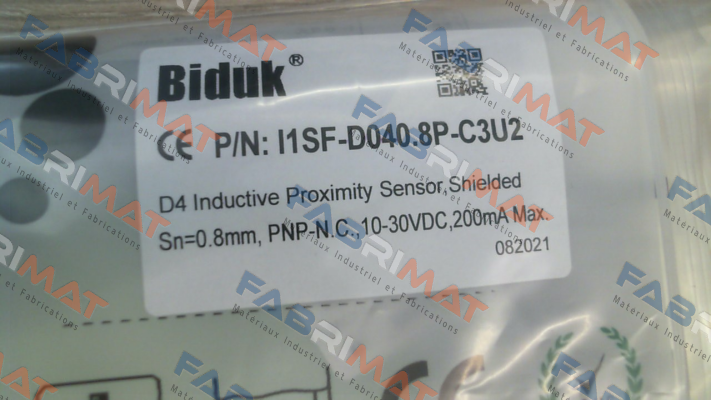 Biduk®
CE P/N: I1SF-D040.8P-C3U2
D4 Inductive Proximity Sensor,Shielded
Sn=0.8mm, PNP-N.C.,10-30VDC,200mA Max.
082021
FABRIMAT
Matériaux Industriel et Fabrications